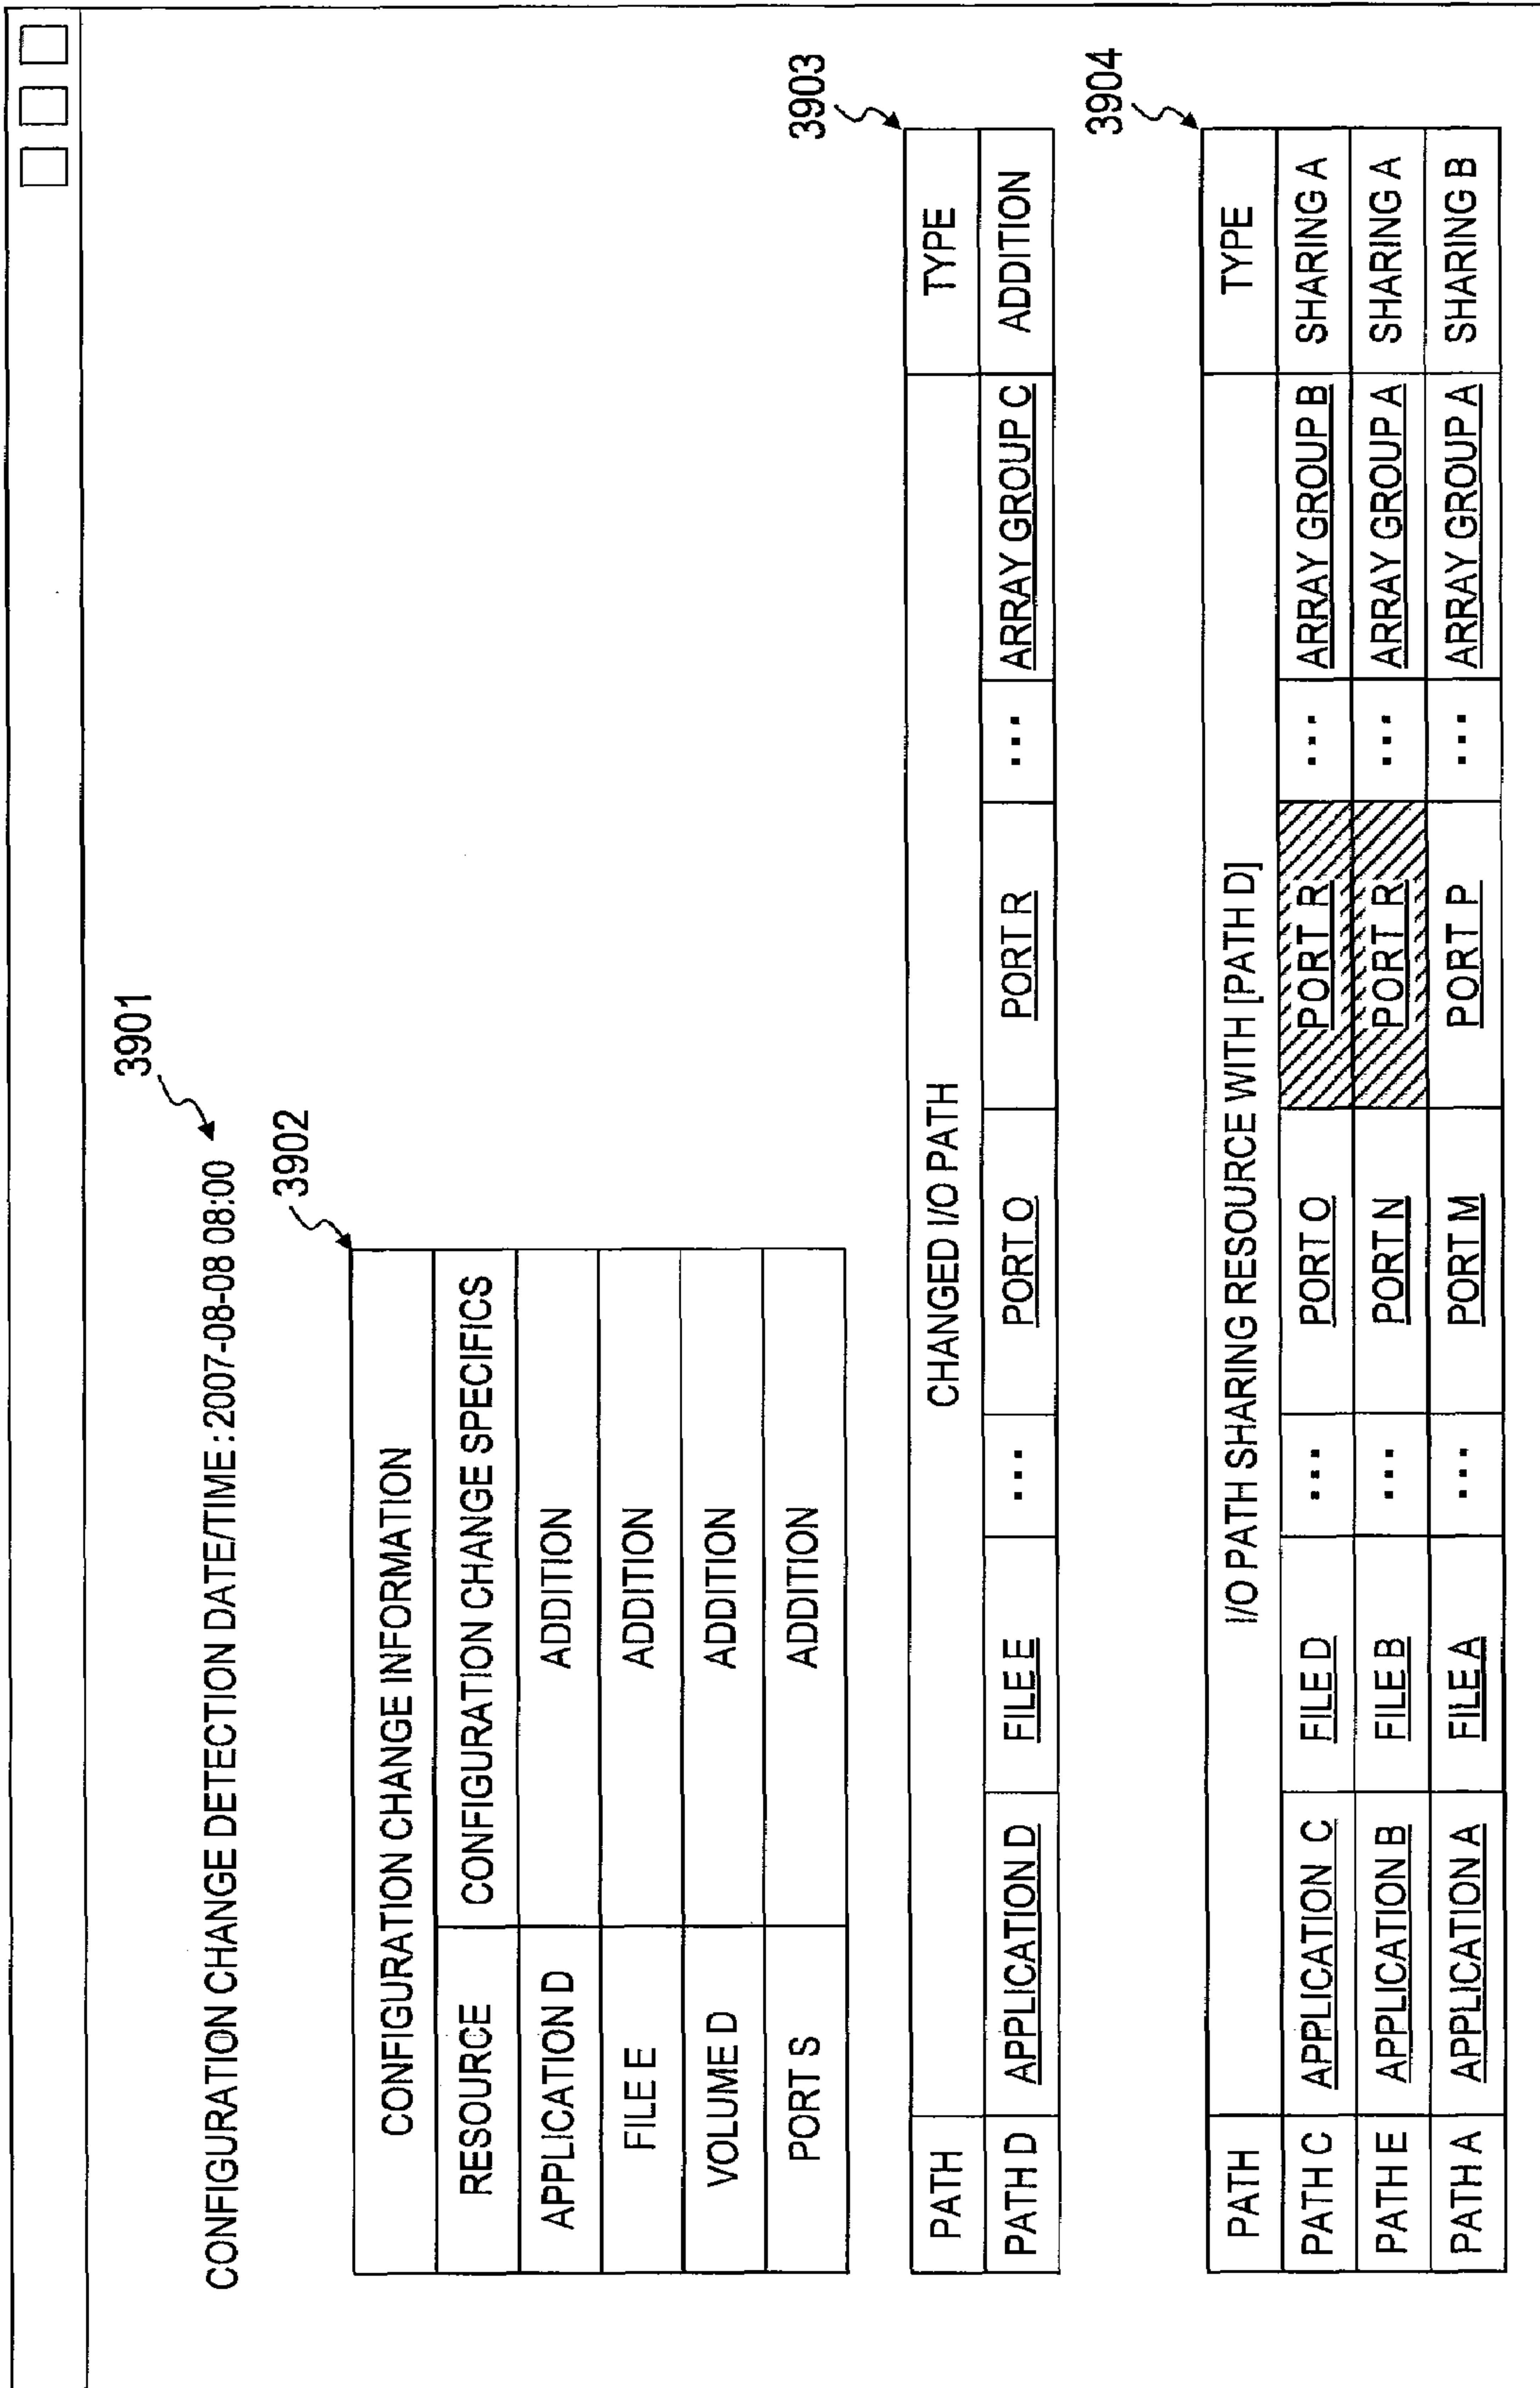 3901
CONFIGURATION CHANGE DETECTION DATE/TIME : 2007-08-08 08:00
3902
CONFIGURATION CHANGE INFORMATION
RESOURCE CONFIGURATION CHANGE SPECIFICS
APPLICATION D ADDITION
FILE E ADDITION
VOLUME D ADDITION
PORT S ADDITION
3903
PATH CHANGED I/O PATH TYPE
PATH D APPLICATION D FILE E ... PORT O PORT R ... ARRAY GROUP C ADDITION
3904
PATH I/O PATH SHARING RESOURCE WITH [PATH D] TYPE
PATH C APPLICATION C FILE D ... PORT O PORT R ... ARRAY GROUP B SHARING A
PATH E APPLICATION B FILE B ... PORT N PORT R ... ARRAY GROUP A SHARING A
PATH A APPLICATION A FILE A ... PORT M PORT P ... ARRAY GROUP A SHARING B